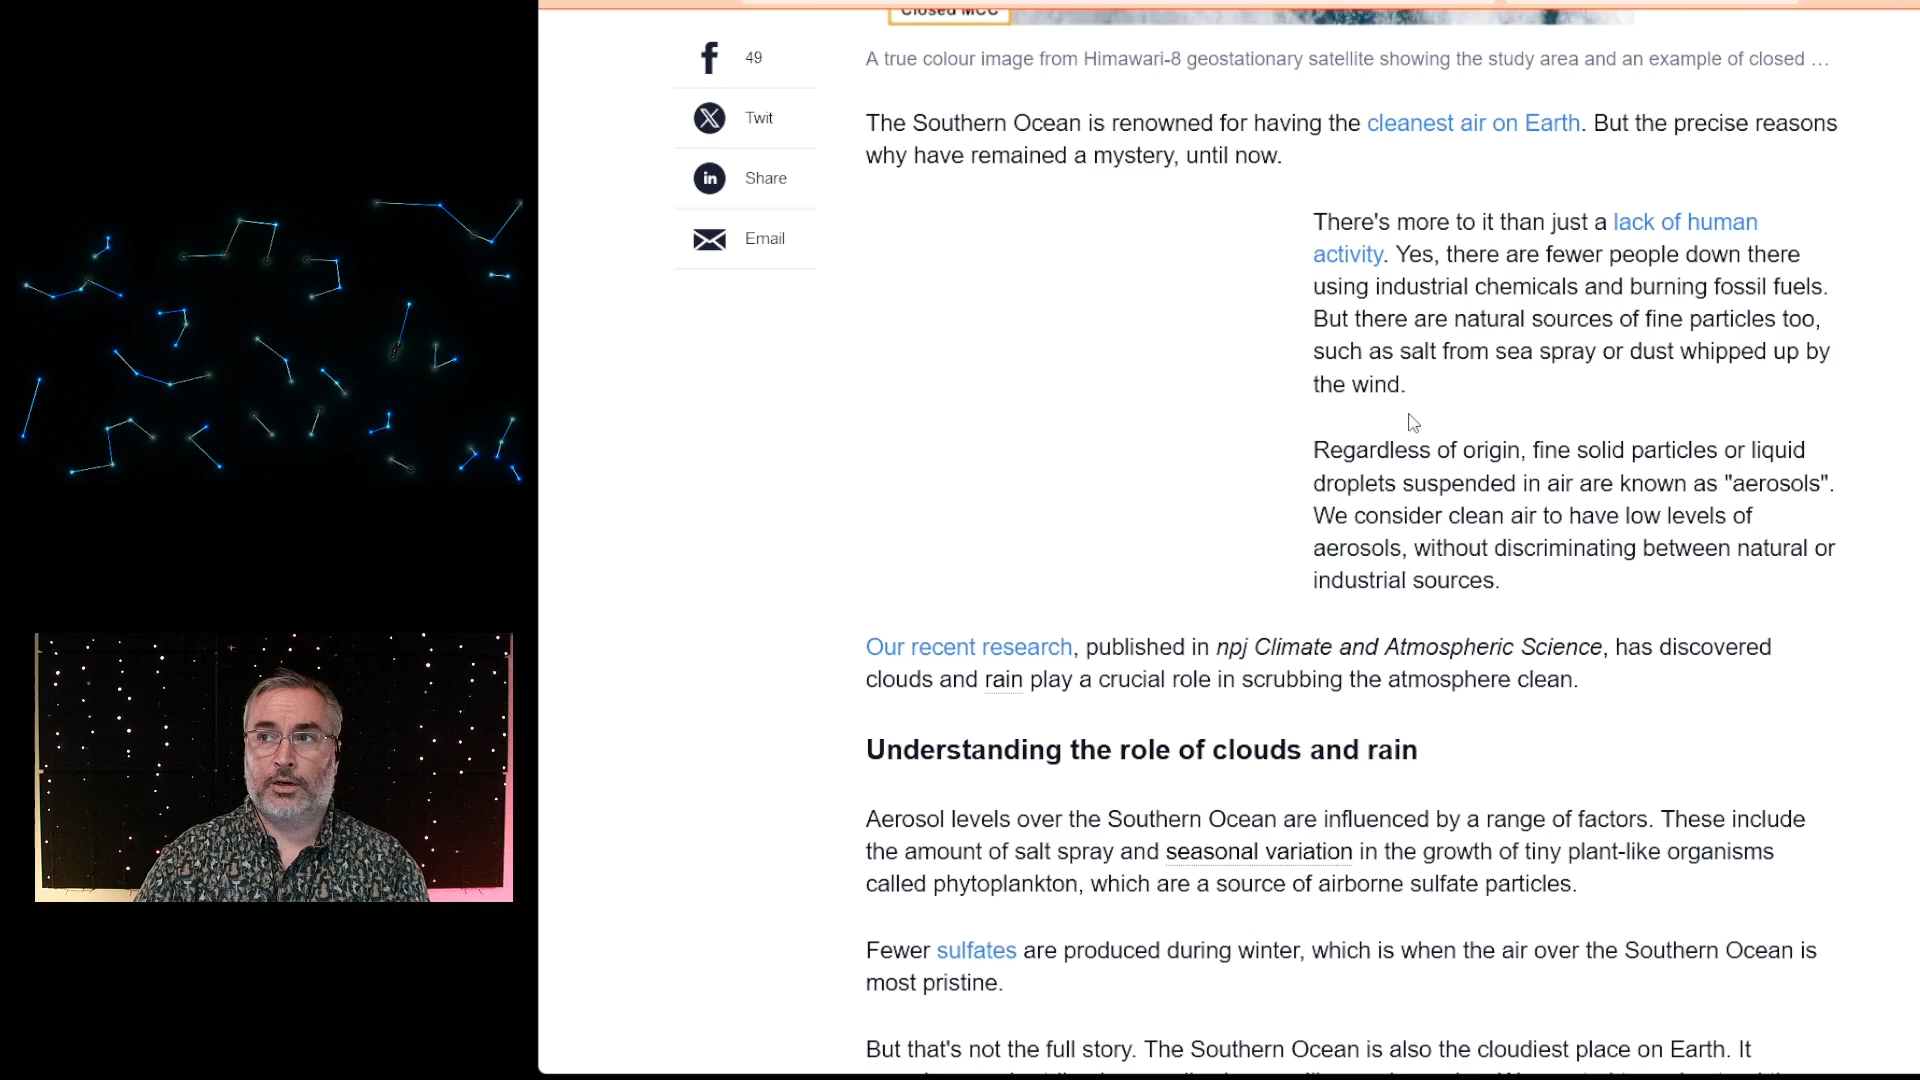 Closed MCC
49
Twit
Share
Email
A true colour image from Himawari-8 geostationary satellite showing the study area and an example of closed …
The Southern Ocean is renowned for having the cleanest air on Earth. But the precise reasons
why have remained a mystery, until now.
There's more to it than just a lack of human
activity. Yes, there are fewer people down there
using industrial chemicals and burning fossil fuels.
But there are natural sources of fine particles too,
such as salt from sea spray or dust whipped up by
the wind.
Regardless of origin, fine solid particles or liquid
droplets suspended in air are known as "aerosols".
We consider clean air to have low levels of
aerosols, without discriminating between natural or
industrial sources.
Our recent research, published in npj Climate and Atmospheric Science, has discovered
clouds and rain play a crucial role in scrubbing the atmosphere clean.
Understanding the role of clouds and rain
Aerosol levels over the Southern Ocean are influenced by a range of factors. These include
the amount of salt spray and seasonal variation in the growth of tiny plant-like organisms
called phytoplankton, which are a source of airborne sulfate particles.
Fewer sulfates are produced during winter, which is when the air over the Southern Ocean is
most pristine.
But that's not the full story. The Southern Ocean is also the cloudiest place on Earth. It